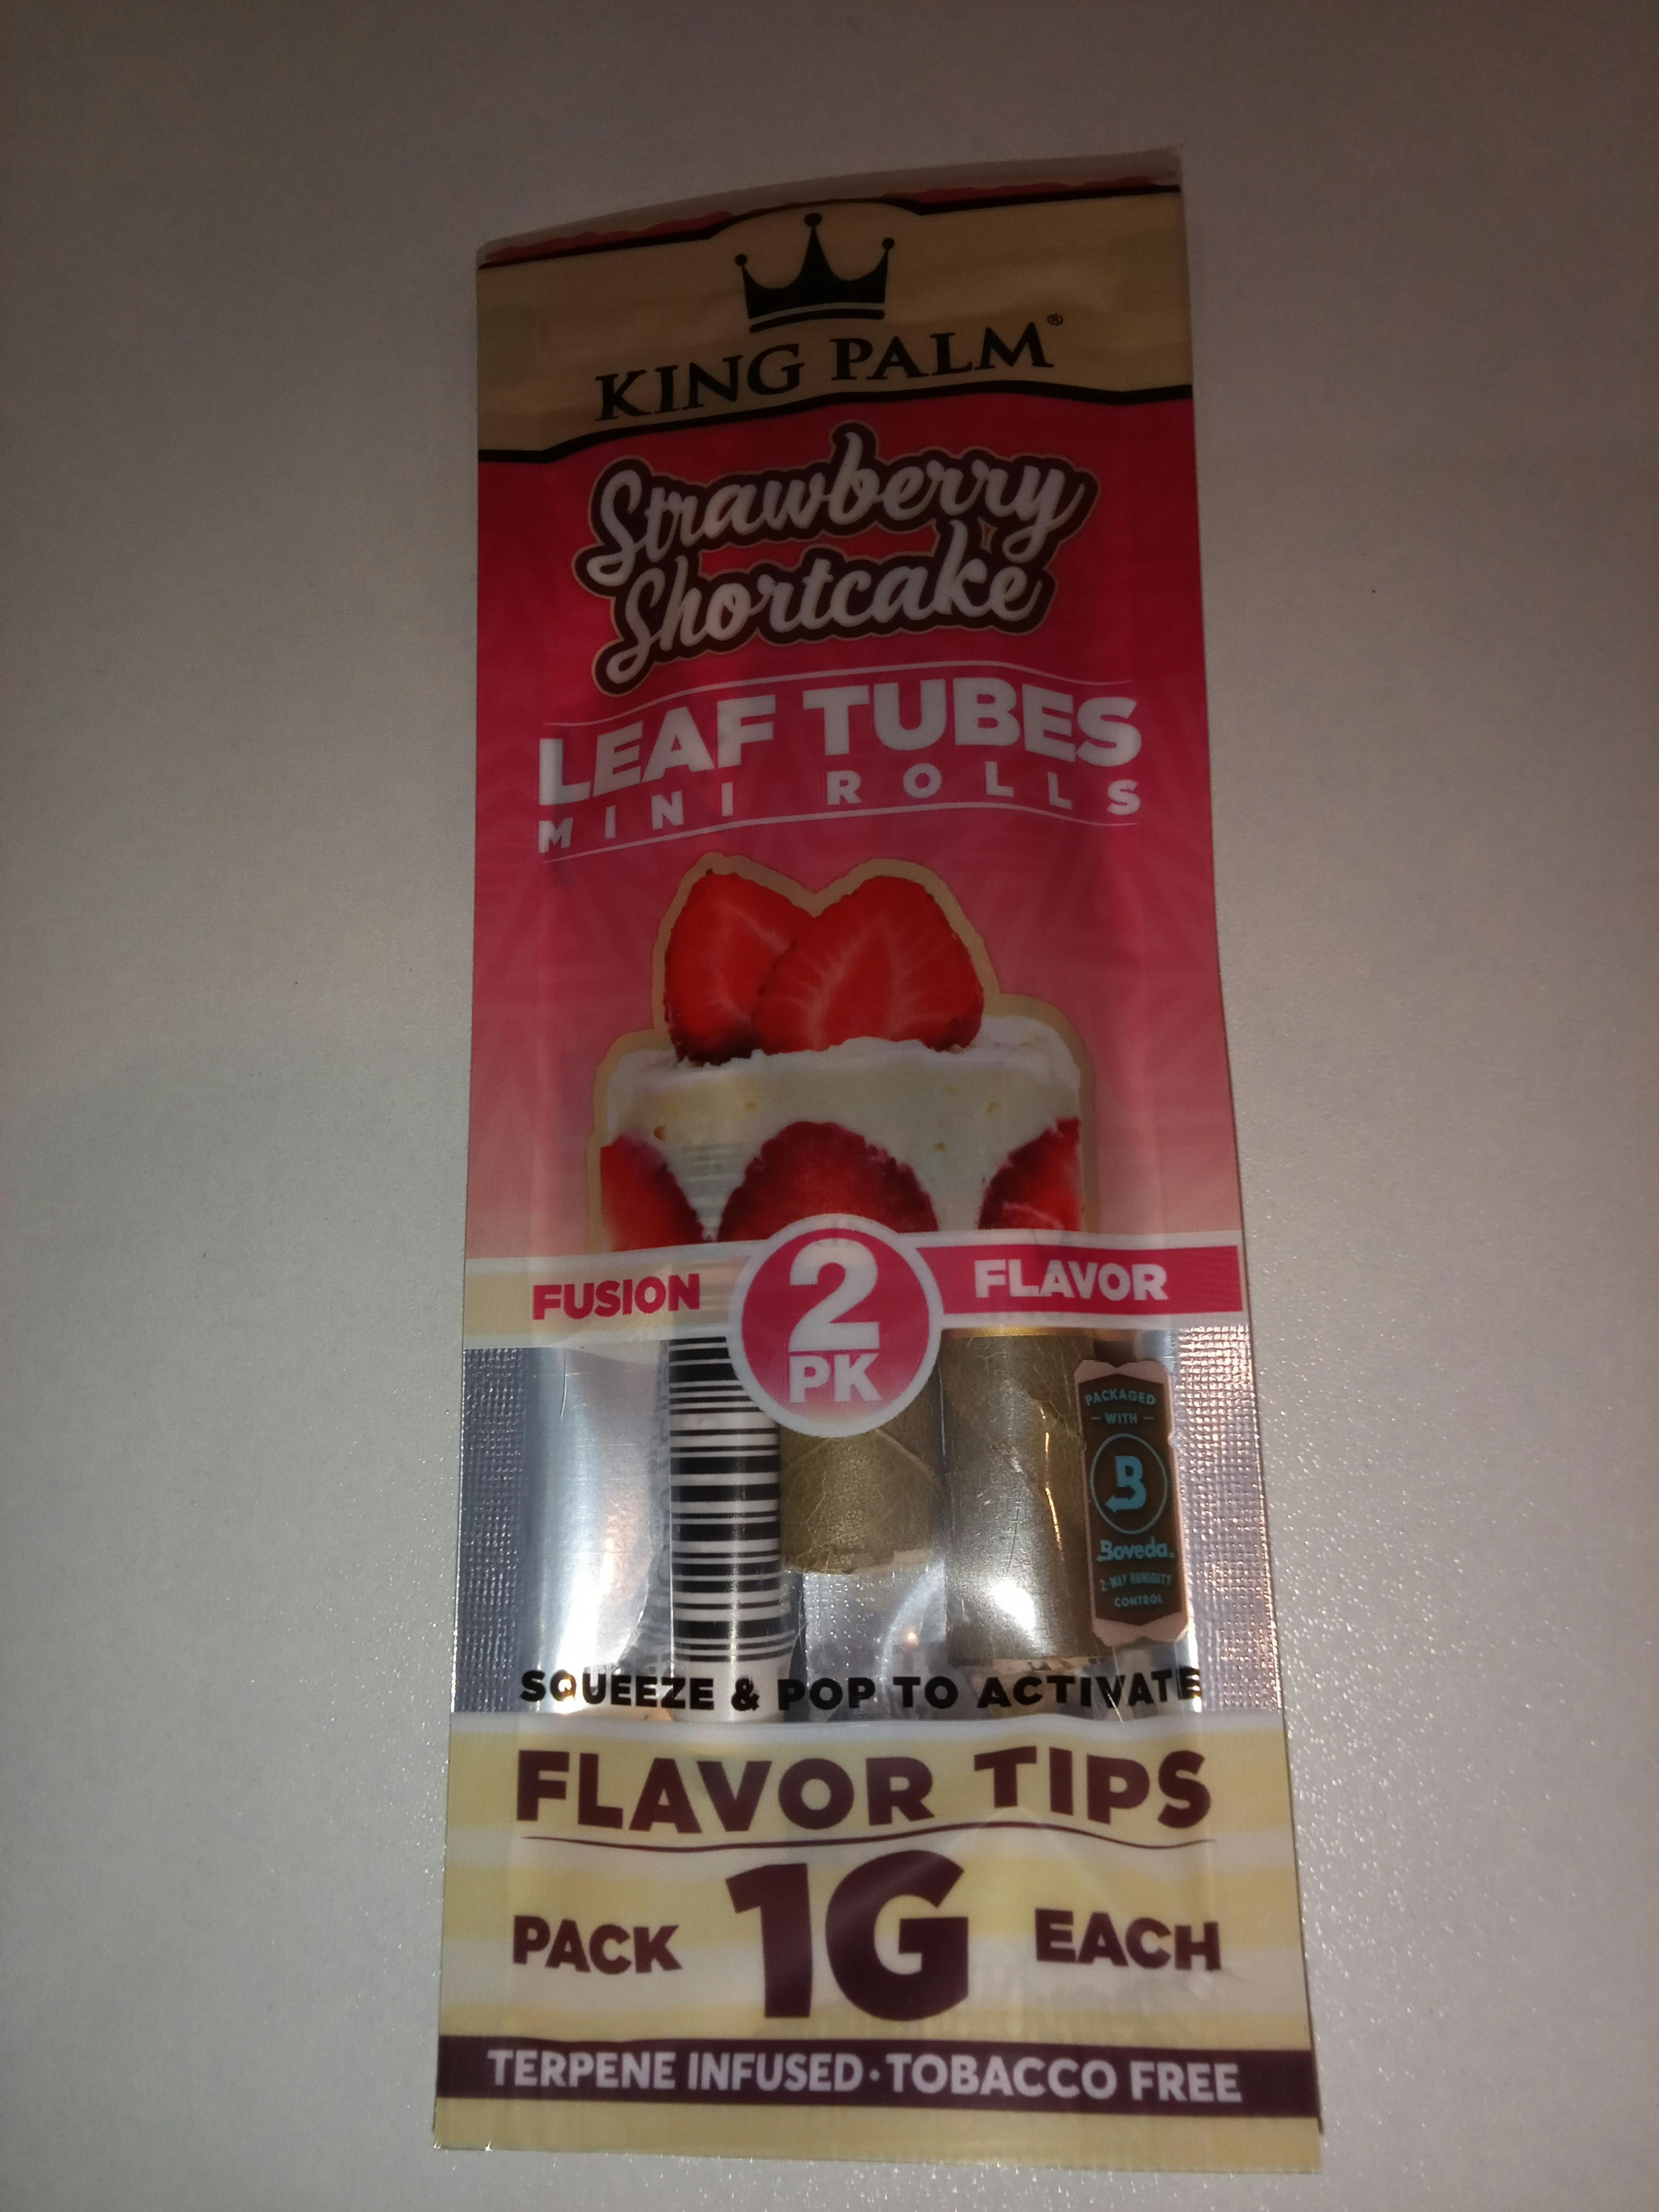 KING PALM®
Strawberry
Shortcake
LEAF TUBES
MINI ROLLS
FUSION
2
PK
FLAVOR
PACKAGED
WITH
B
Boveda
2-WAY HUMIDITY
CONTROL
SQUEEZE & POP TO ACTIVATE
FLAVOR TIPS
PACK 1G EACH
TERPENE INFUSED · TOBACCO FREE